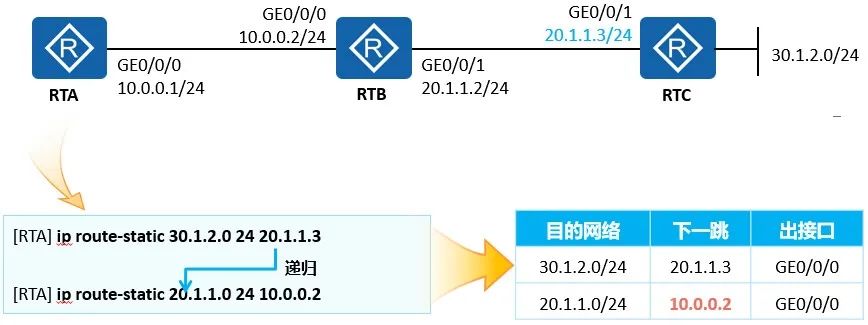 GE0/0/0
10.0.0.2/24
GE0/0/1
20.1.1.3/24
R
R
R
30.1.2.0/24
GE0/0/0
10.0.0.1/24
GE0/0/1
20.1.1.2/24
RTA
RTB
RTC
[RTA] ip route-static 30.1.2.0 24 20.1.1.3
递归
[RTA] ip route-static 20.1.1.0 24 10.0.0.2
目的网络 下一跳 出接口
30.1.2.0/24 20.1.1.3 GE0/0/0
20.1.1.0/24 10.0.0.2 GE0/0/0